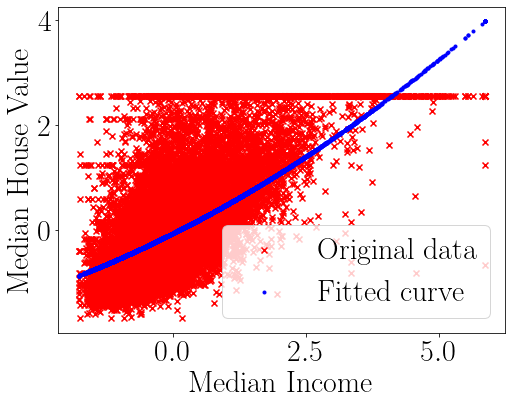 4
2
0
Median House Value
Original data
Fitted curve
0.0 2.5 5.0
Median Income